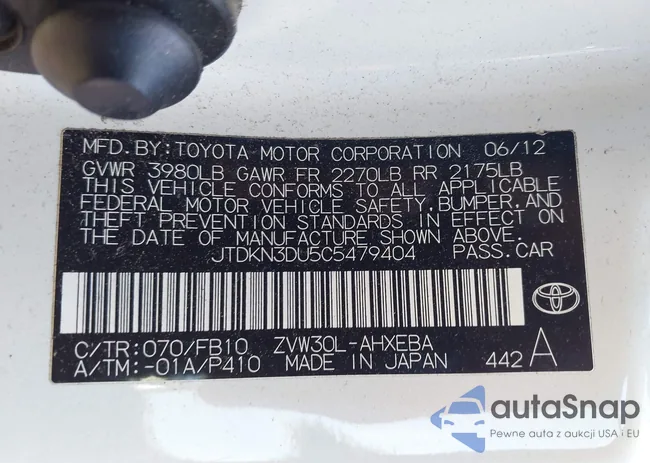 MFD. BY: TOYOTA MOTOR CORPORATION 06/12
GVWR 3980LB GAWR FR 2270LB RR 2175LB
THIS VEHICLE CONFORMS TO ALL APPLICABLE
FEDERAL MOTOR VEHICLE SAFETY, BUMPER, AND
THEFT PREVENTION STANDARDS IN EFFECT ON
THE DATE OF MANUFACTURE SHOWN ABOVE.
JTDKN3DU5C5479404 PASS. CAR
C/TR: 070/FB10 ZVW30L-AHXEBA
A/TM: -01A/P410 MADE IN JAPAN 442 A
autaSnap
Pewne auta z aukcji USA i EU